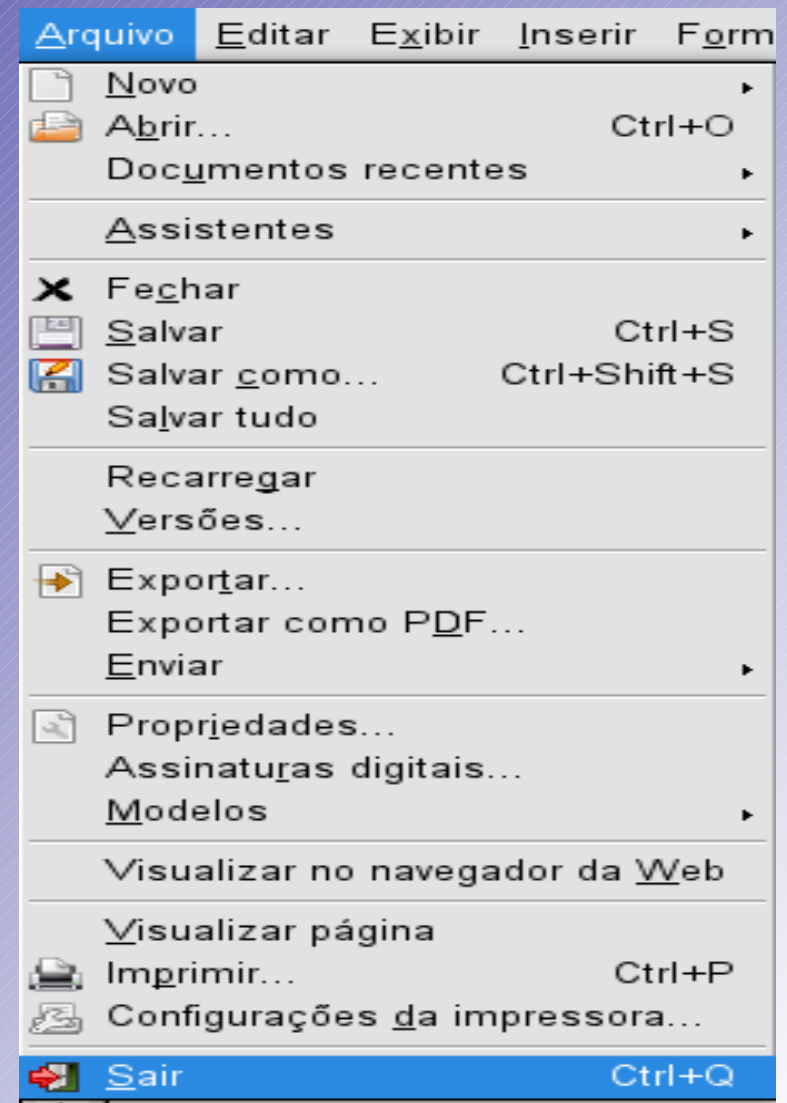 Arquivo Editar Exibir Inserir Form
Novo
Abrir... Ctrl+O
Documentos recentes
Assistentes
Fechar
Salvar Ctrl+S
Salvar como... Ctrl+Shift+S
Salvar tudo
Recarregar
Versões...
Exportar...
Exportar como PDF...
Enviar
Propriedades...
Assinaturas digitais...
Modelos
Visualizar no navegador da Web
Visualizar página
Imprimir... Ctrl+P
Configurações da impressora...
Sair Ctrl+Q